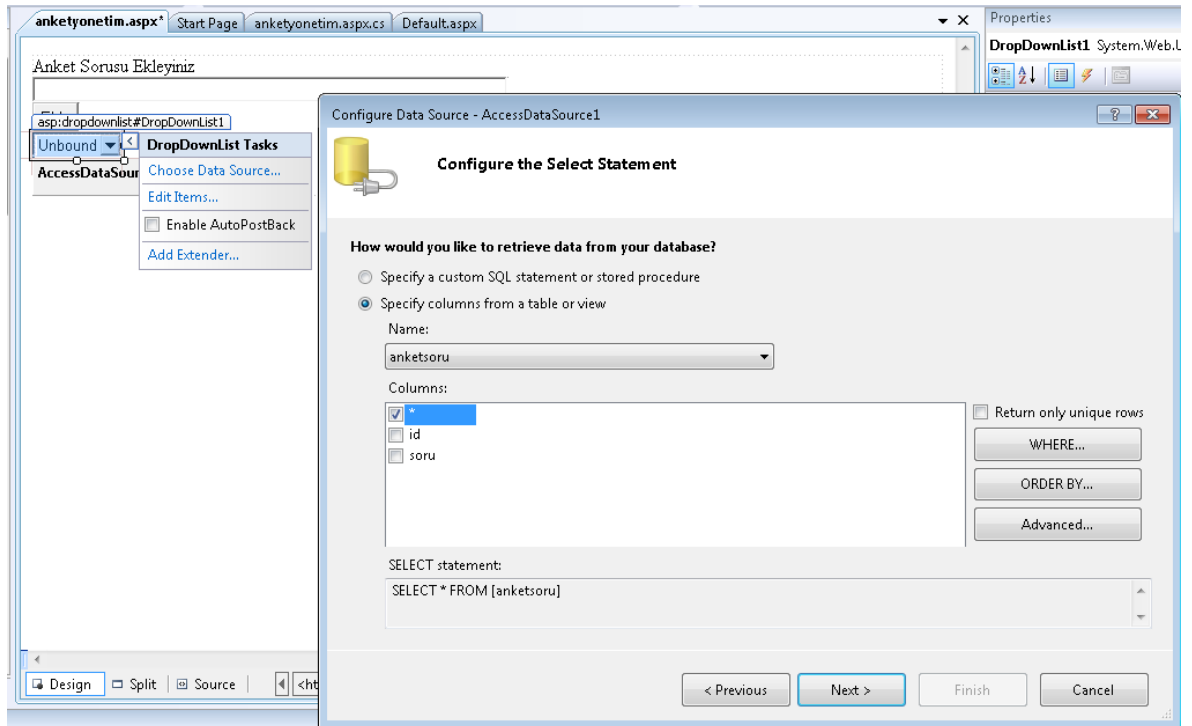 anketyonetim.aspx* Start Page anketyonetim.aspx.cs Default.aspx
Properties
DropDownList1 System.Web.U
Anket Sorusu Ekleyiniz
asp:dropdownlist#DropDownList1
Unbound
DropDownList Tasks
AccessDataSour
Choose Data Source...
Edit Items...
Enable AutoPostBack
Add Extender...
Configure Data Source - AccessDataSource1
Configure the Select Statement
How would you like to retrieve data from your database?
Specify a custom SQL statement or stored procedure
Specify columns from a table or view
Name:
anketsoru
Columns:
*
id
soru
Return only unique rows
WHERE...
ORDER BY...
Advanced...
SELECT statement:
SELECT * FROM [anketsoru]
< Previous Next > Finish Cancel
Design Split Source <ht